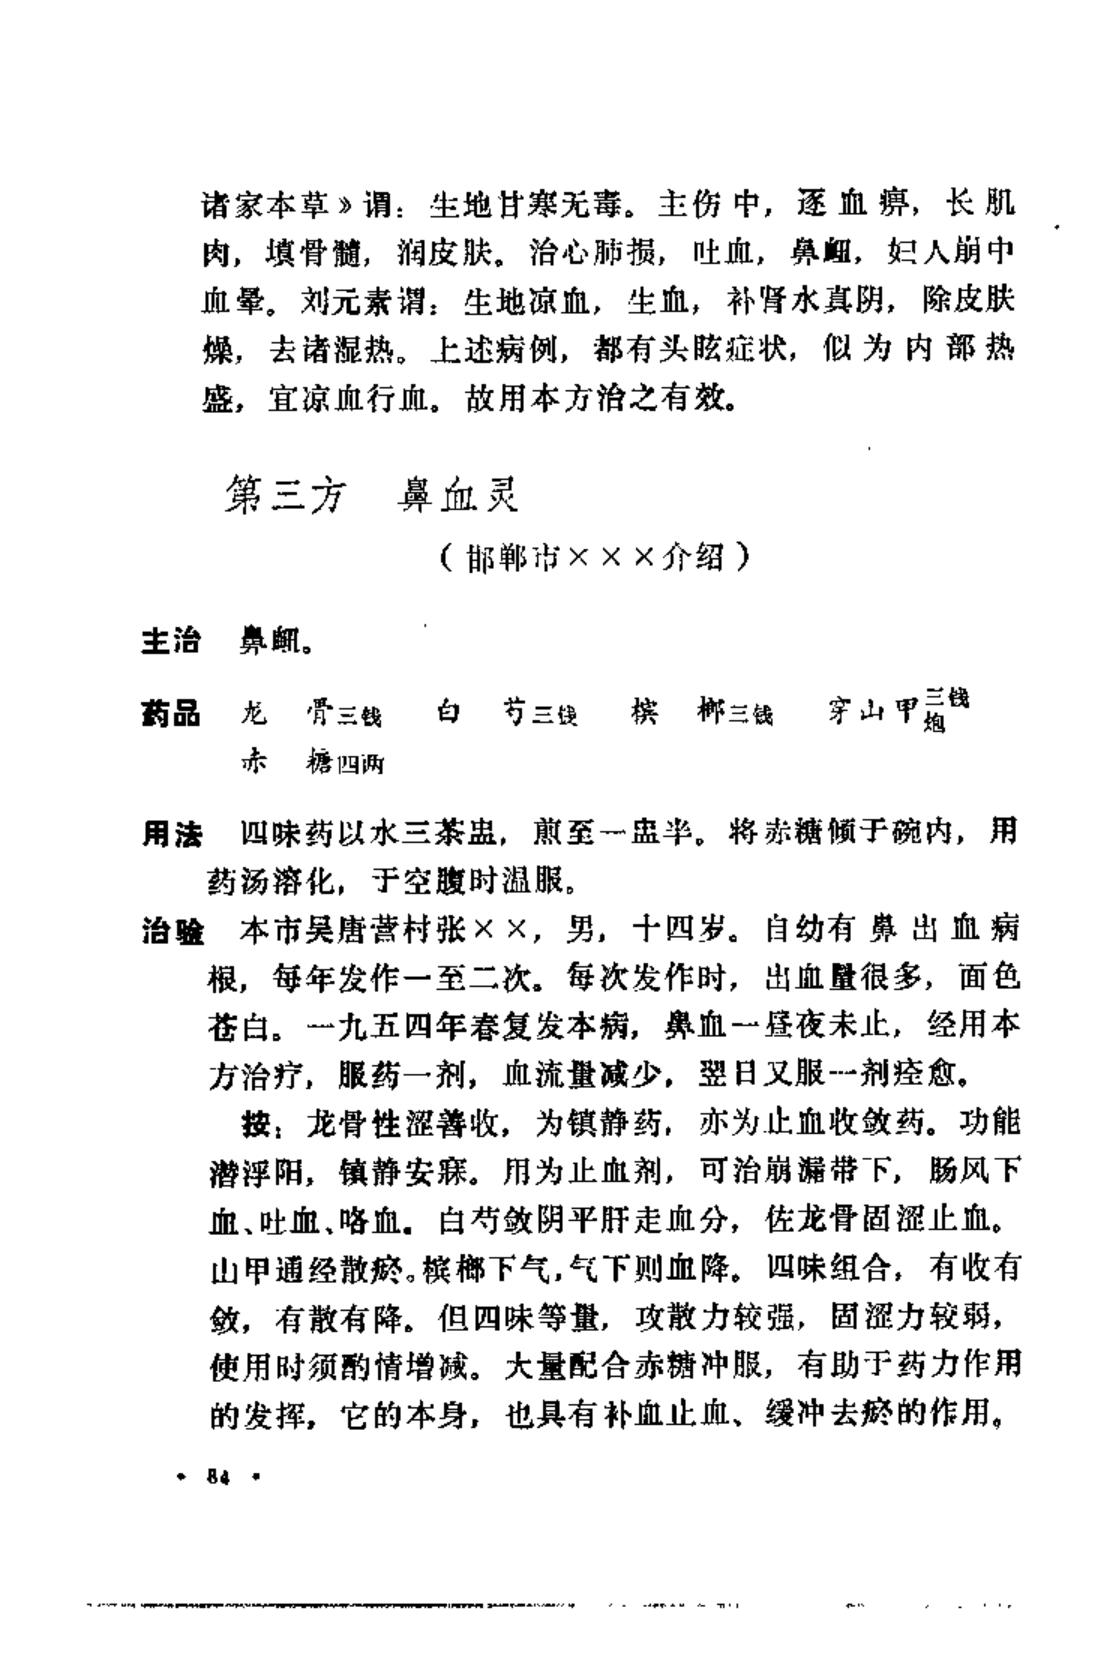 诸家本草》谓：生地甘寒无毒。主伤中，逐血痹，长肌
肉，填骨髓，润皮肤。治心肺损，吐血，鼻衄，妇人崩中
血晕。刘元素谓：生地凉血，生血，补肾水真阴，除皮肤
燥，去诸湿热。上述病例，都有头眩症状，似为内部热
盛，宜凉血行血。故用本方治之有效。
第三方 鼻血灵
（邯郸市×××介绍）
主治 鼻衄。
药品 龙骨三钱 白芍三钱 槟榔三钱 穿山甲三钱炮
赤糖四两
用法 四味药以水三茶盅，煎至一盅半。将赤糖倾于碗内，用
药汤溶化，于空腹时温服。
治验 本市吴唐营村张××，男，十四岁。自幼有鼻出血病
根，每年发作一至二次。每次发作时，出血量很多，面色
苍白。一九五四年春复发本病，鼻血一昼夜未止，经用本
方治疗，服药一剂，血流量减少，翌日又服一剂痊愈。
按：龙骨性涩善收，为镇静药，亦为止血收敛药。功能
潜浮阳，镇静安寐。用为止血剂，可治崩漏带下，肠风下
血、吐血、咯血。白芍敛阴平肝走血分，佐龙骨固涩止血。
山甲通经散瘀。槟榔下气，气下则血降。四味组合，有收有
敛，有散有降。但四味等量，攻散力较强，固涩力较弱，
使用时须酌情增减。大量配合赤糖冲服，有助于药力作用
的发挥，它的本身，也具有补血止血、缓冲去瘀的作用。
• 84 •